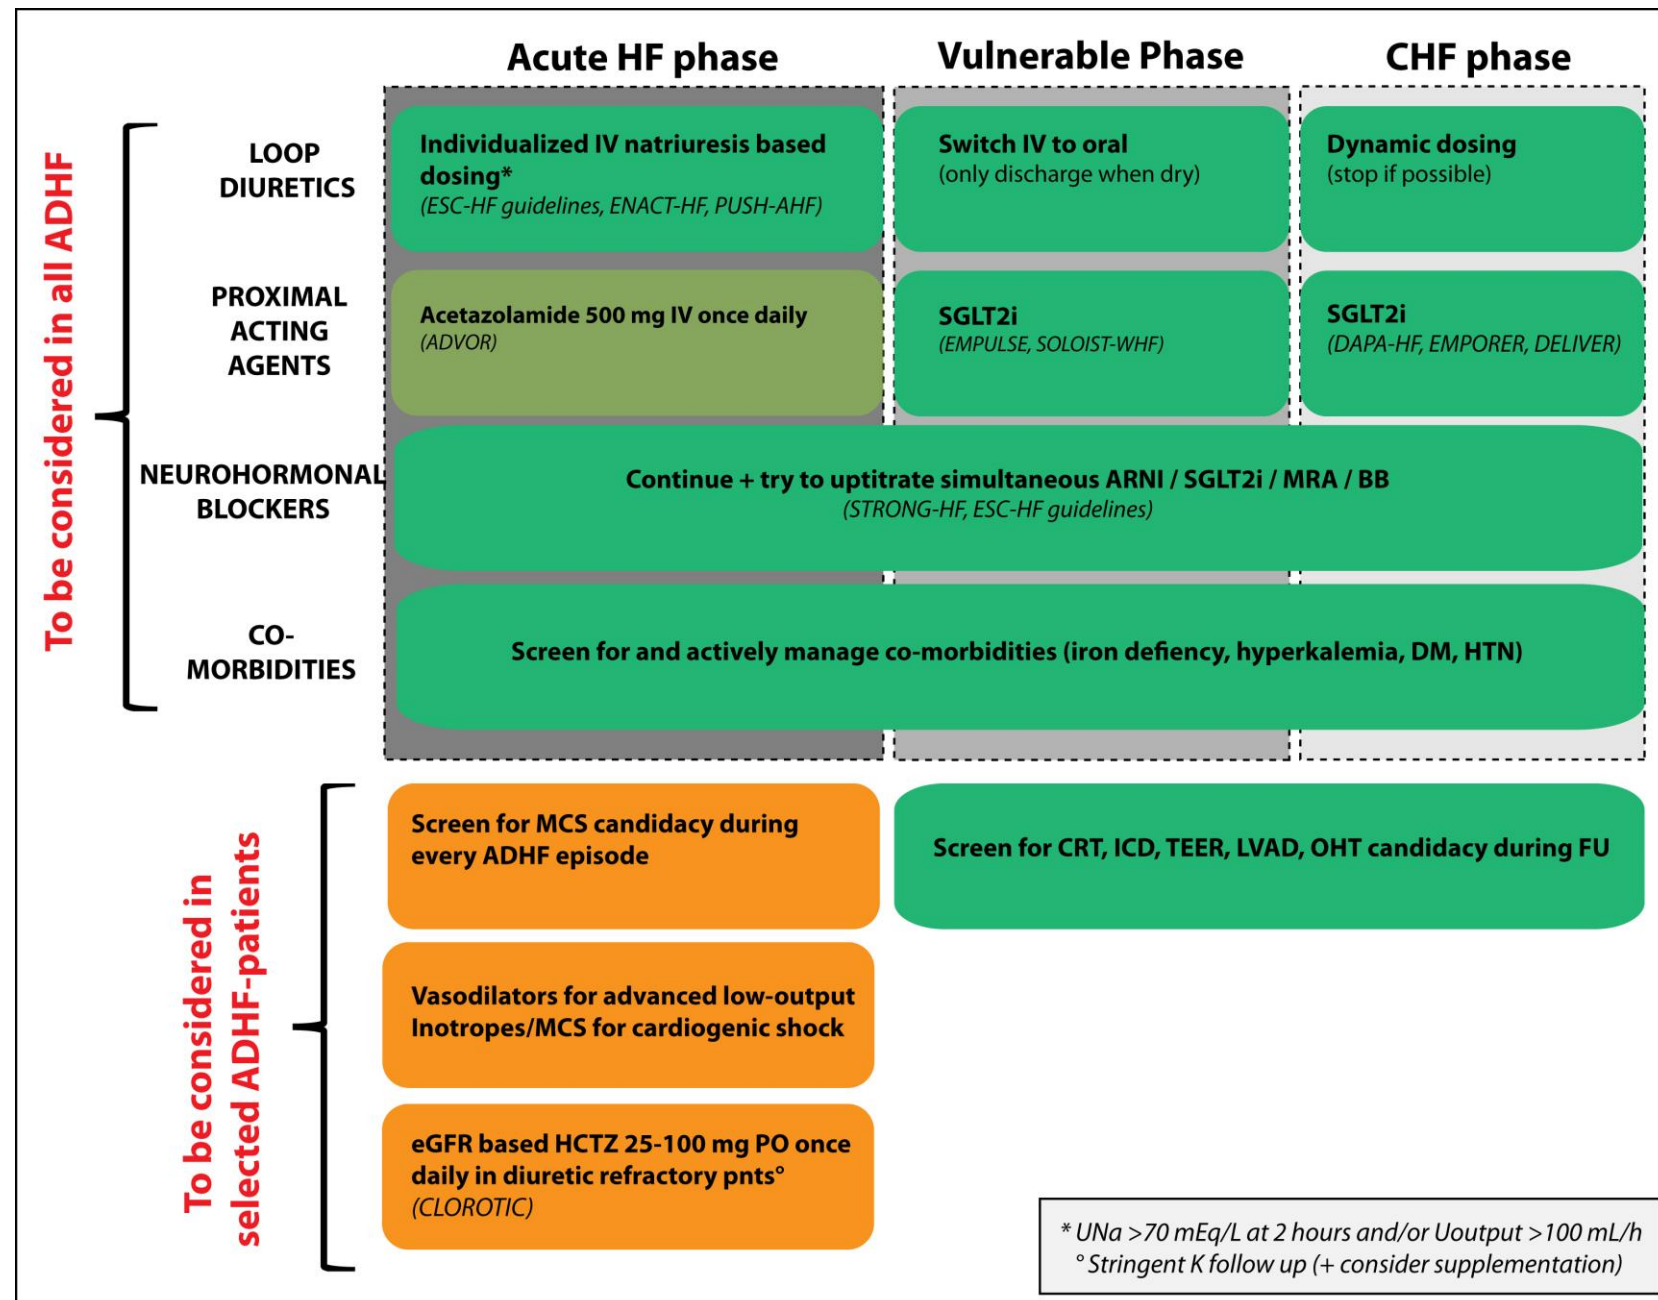 Acute HF phase
Vulnerable Phase
CHF phase
To be considered in all ADHF
LOOP
DIURETICS
Individualized IV natriuresis based
dosing*
(ESC-HF guidelines, ENACT-HF, PUSH-AHF)
Switch IV to oral
(only discharge when dry)
Dynamic dosing
(stop if possible)
PROXIMAL
ACTING
AGENTS
Acetazolamide 500 mg IV once daily
(ADVOR)
SGLT2i
(EMPULSE, SOLOIST-WHF)
SGLT2i
(DAPA-HF, EMPORER, DELIVER)
NEUROHORMONAL
BLOCKERS
Continue + try to uptitrate simultaneous ARNI / SGLT2i / MRA / BB
(STRONG-HF, ESC-HF guidelines)
CO-
MORBIDITIES
Screen for and actively manage co-morbidities (iron defiency, hyperkalemia, DM, HTN)
To be considered in
selected ADHF-patients
Screen for MCS candidacy during
every ADHF episode
Screen for CRT, ICD, TEER, LVAD, OHT candidacy during FU
Vasodilators for advanced low-output
Inotropes/MCS for cardiogenic shock
eGFR based HCTZ 25-100 mg PO once
daily in diuretic refractory pnts°
(CLOROTIC)
* UNa >70 mEq/L at 2 hours and/or Uoutput >100 mL/h
° Stringent K follow up (+ consider supplementation)